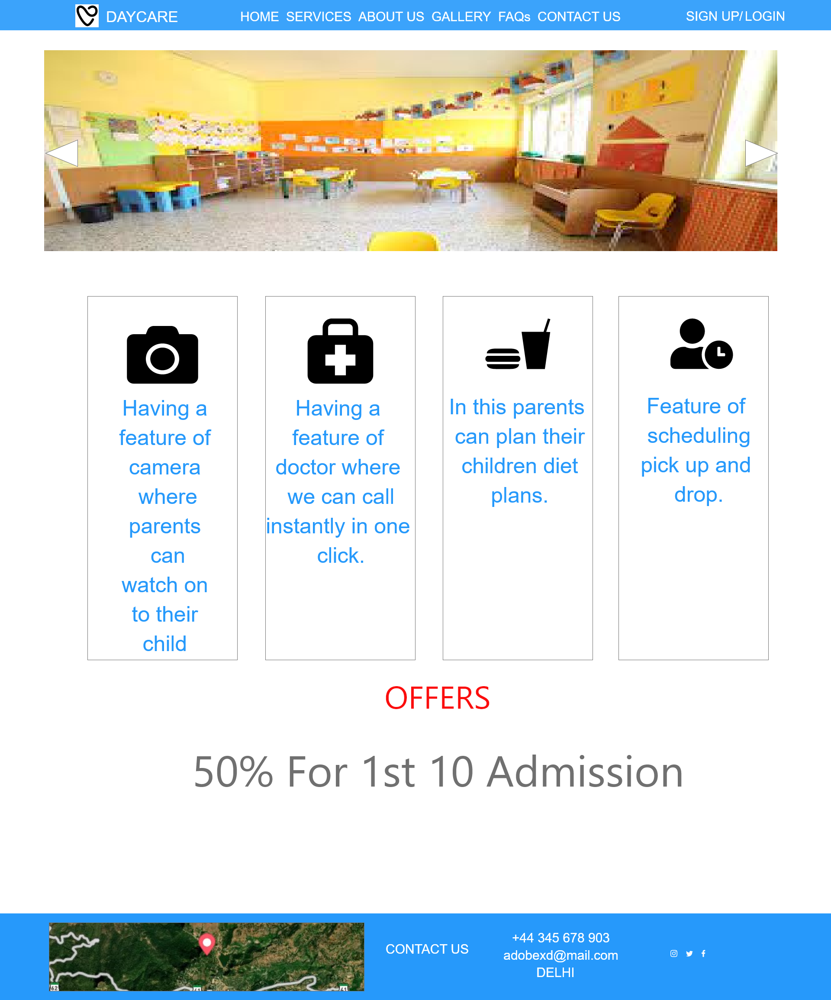 DAYCARE
HOME SERVICES ABOUT US GALLERY FAQs CONTACT US
SIGN UP/ LOGIN
Having a
feature of
camera
where
parents
can
watch on
to their
child
Having a
feature of
doctor where
we can call
instantly in one
click.
In this parents
can plan their
children diet
plans.
Feature of
scheduling
pick up and
drop.
OFFERS
50% For 1st 10 Admission
62
41
41
CONTACT US
+44 345 678 903
adobexd@mail.com
DELHI